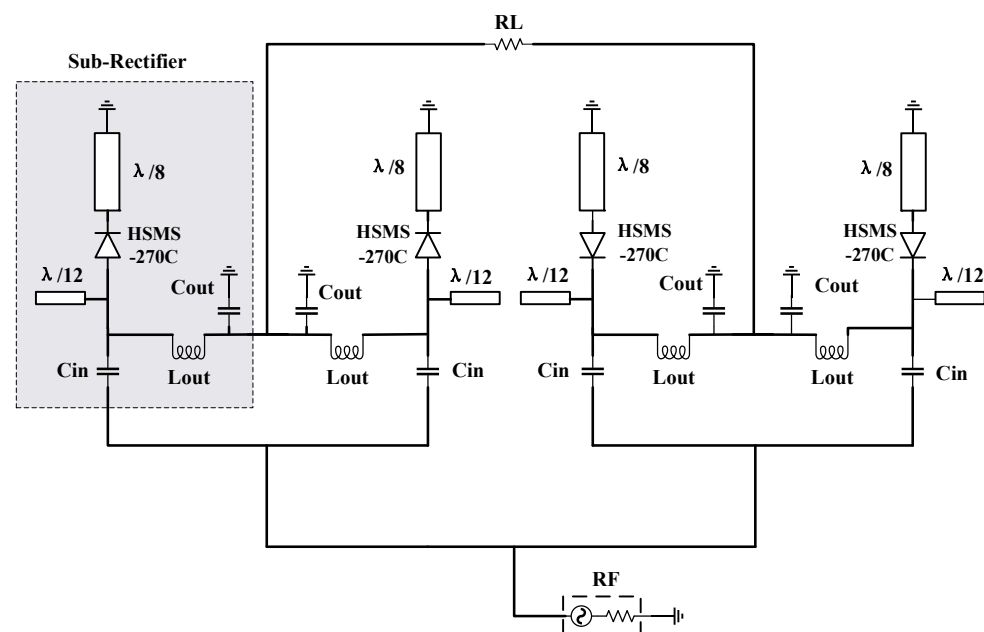 RL
Sub-Rectifier
λ/8
λ/8
λ/8
λ/8
HSMS
-270C
HSMS
-270C
HSMS
-270C
HSMS
-270C
λ/12
λ/12
λ/12
λ/12
Cout
Cout
Cout
Cout
Cin
Lout
Lout
Cin
Cin
Lout
Lout
Cin
RF